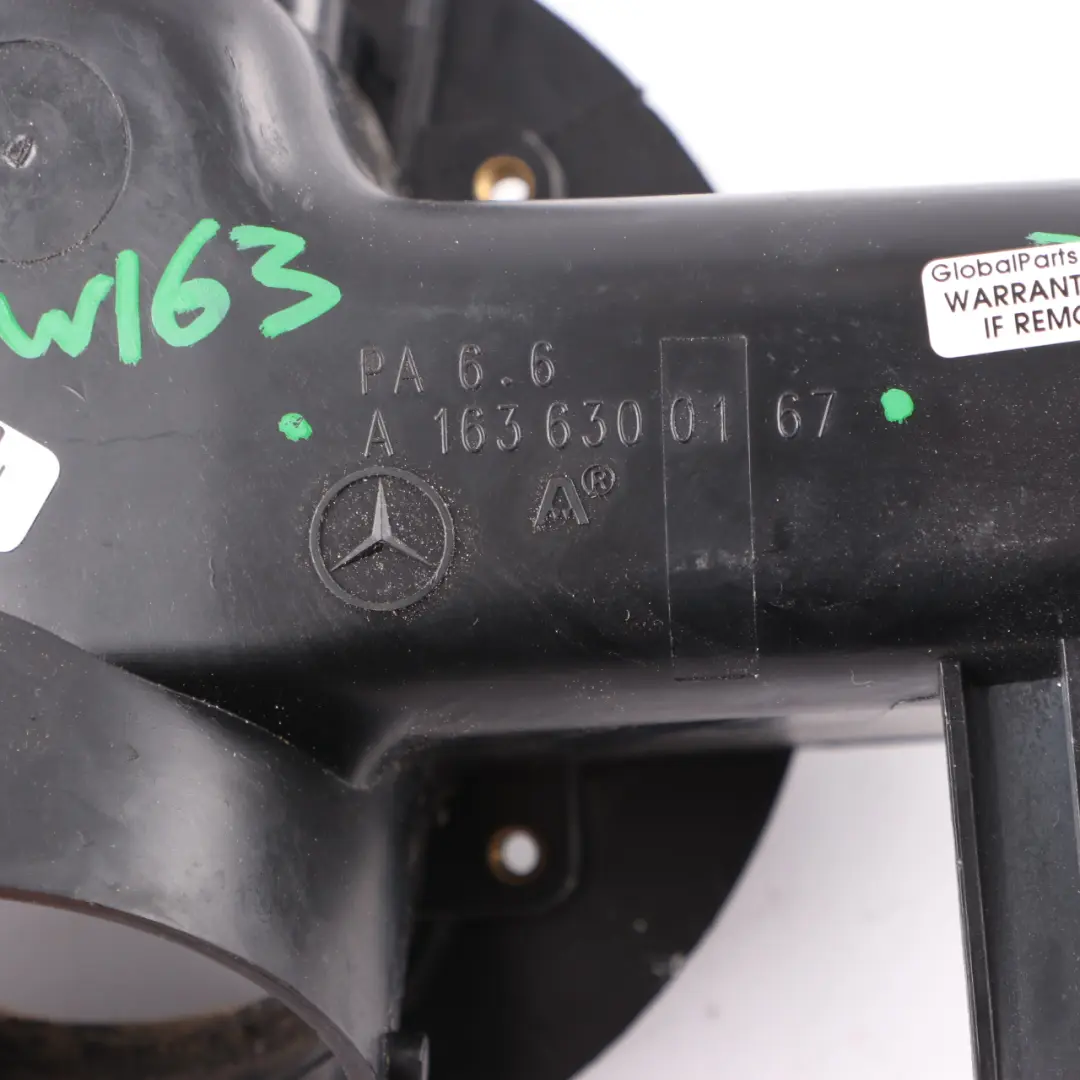 W163
GlobalParts
WARRANT
IF REMO
PA 6.6
A 163 630 01 67
A®